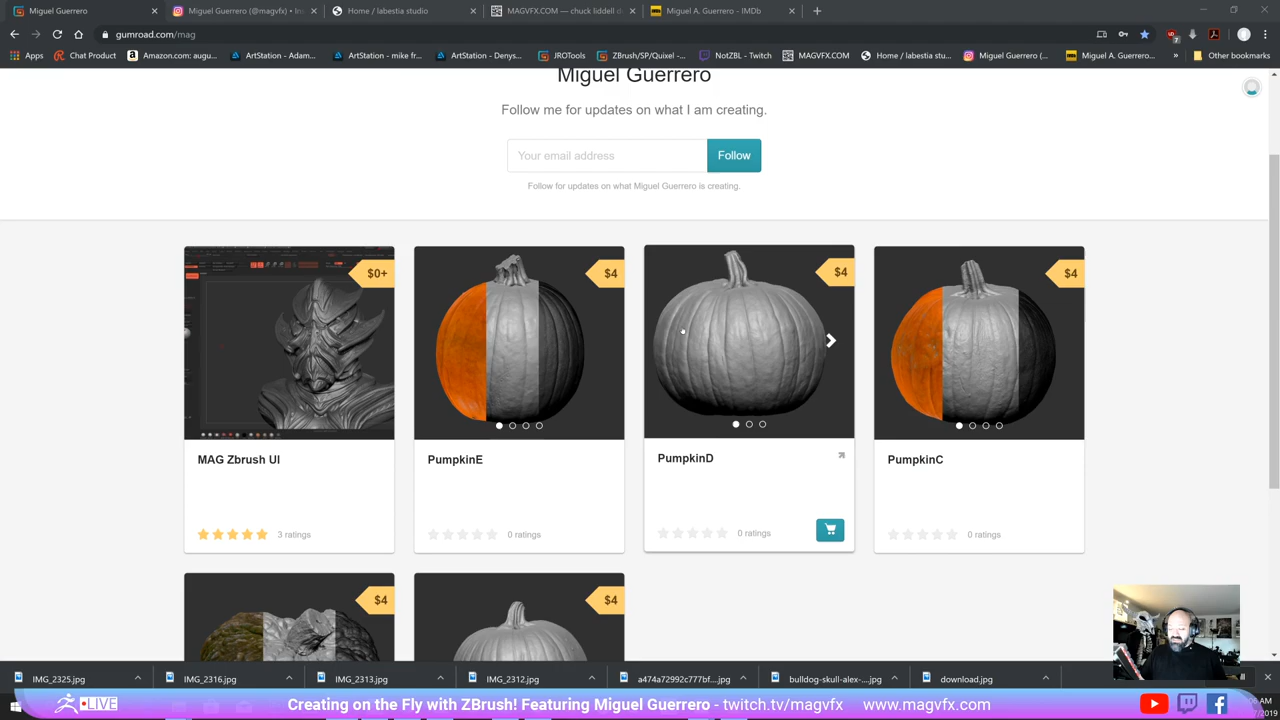 Miguel Guerrero
Miguel Guerrero (@magvfx) • In
Home / labestia studio
MAGVFX.COM — chuck liddell d
Miguel A. Guerrero - IMDb
gumroad.com/mag
Apps
Chat Product
Amazon.com: augu...
ArtStation - Adam...
ArtStation - mike fr...
ArtStation - Denys...
JROTools
ZBrush/SP/Quixel -...
NotZBL - Twitch
MAGVFX.COM
Home / labestia stu...
Miguel Guerrero (...
Miguel A. Guerrero...
»
Other bookmarks
Miguel Guerrero
Follow me for updates on what I am creating.
Your email address
Follow
Follow for updates on what Miguel Guerrero is creating.
$0+
$4
$4
$4
MAG Zbrush UI
PumpkinE
PumpkinD
PumpkinC
3 ratings
0 ratings
0 ratings
0 ratings
$4
$4
IMG_2325.jpg
IMG_2316.jpg
IMG_2313.jpg
IMG_2312.jpg
a474a72992c777bf....jpg
bulldog-skull-alex-....jpg
download.jpg
LIVE
Creating on the Fly with ZBrush! Featuring Miguel Guerrero - twitch.tv/magvfx www.magvfx.com